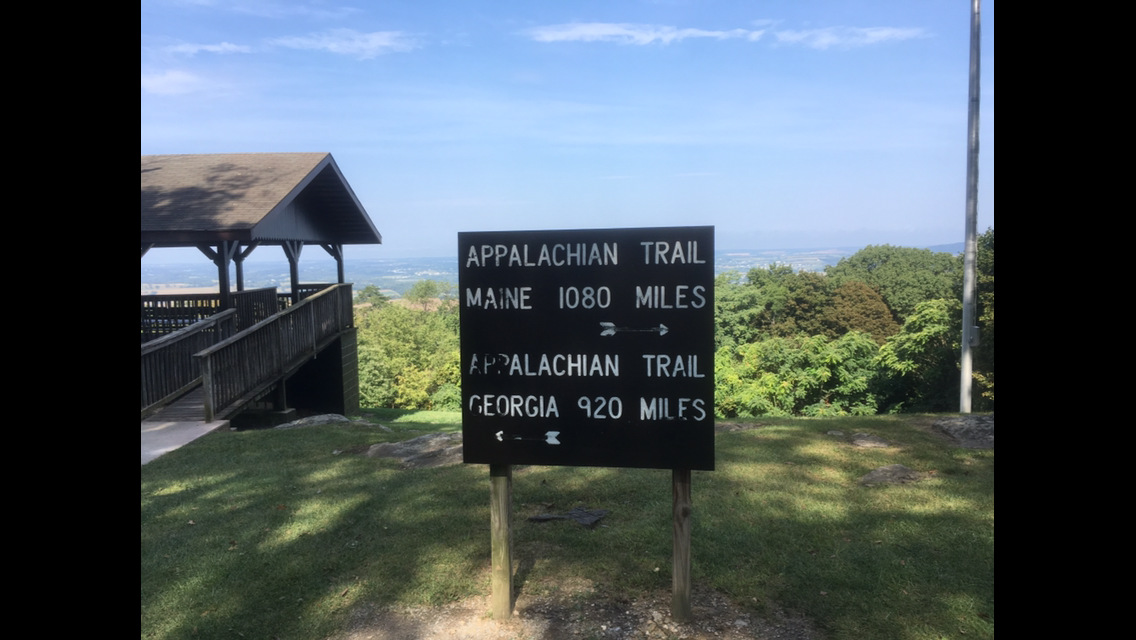 APPALACHIAN TRAIL
MAINE 1080 MILES
APPALACHIAN TRAIL
GEORGIA 920 MILES